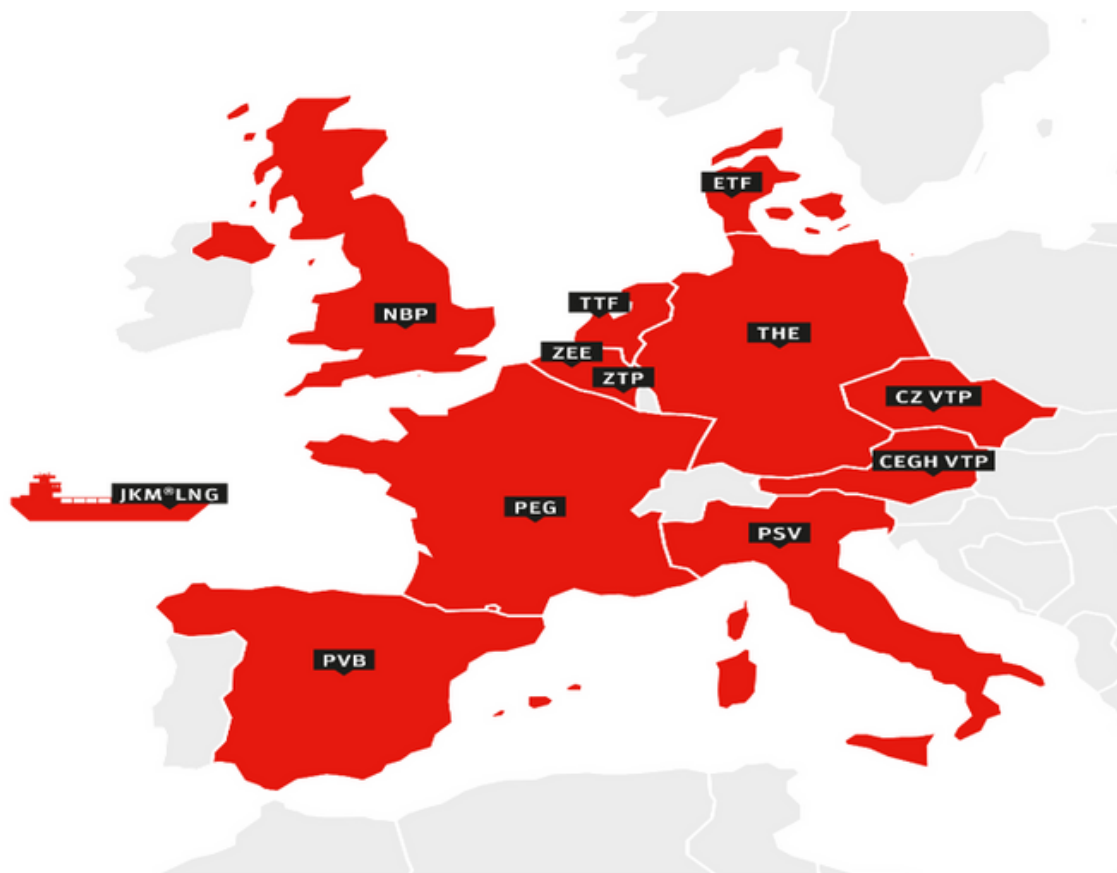 ETF
TTF
NBP
THE
ZEE
ZTP
CZ VTP
CEGH VTP
JKM®LNG
PEG
PSV
PVB